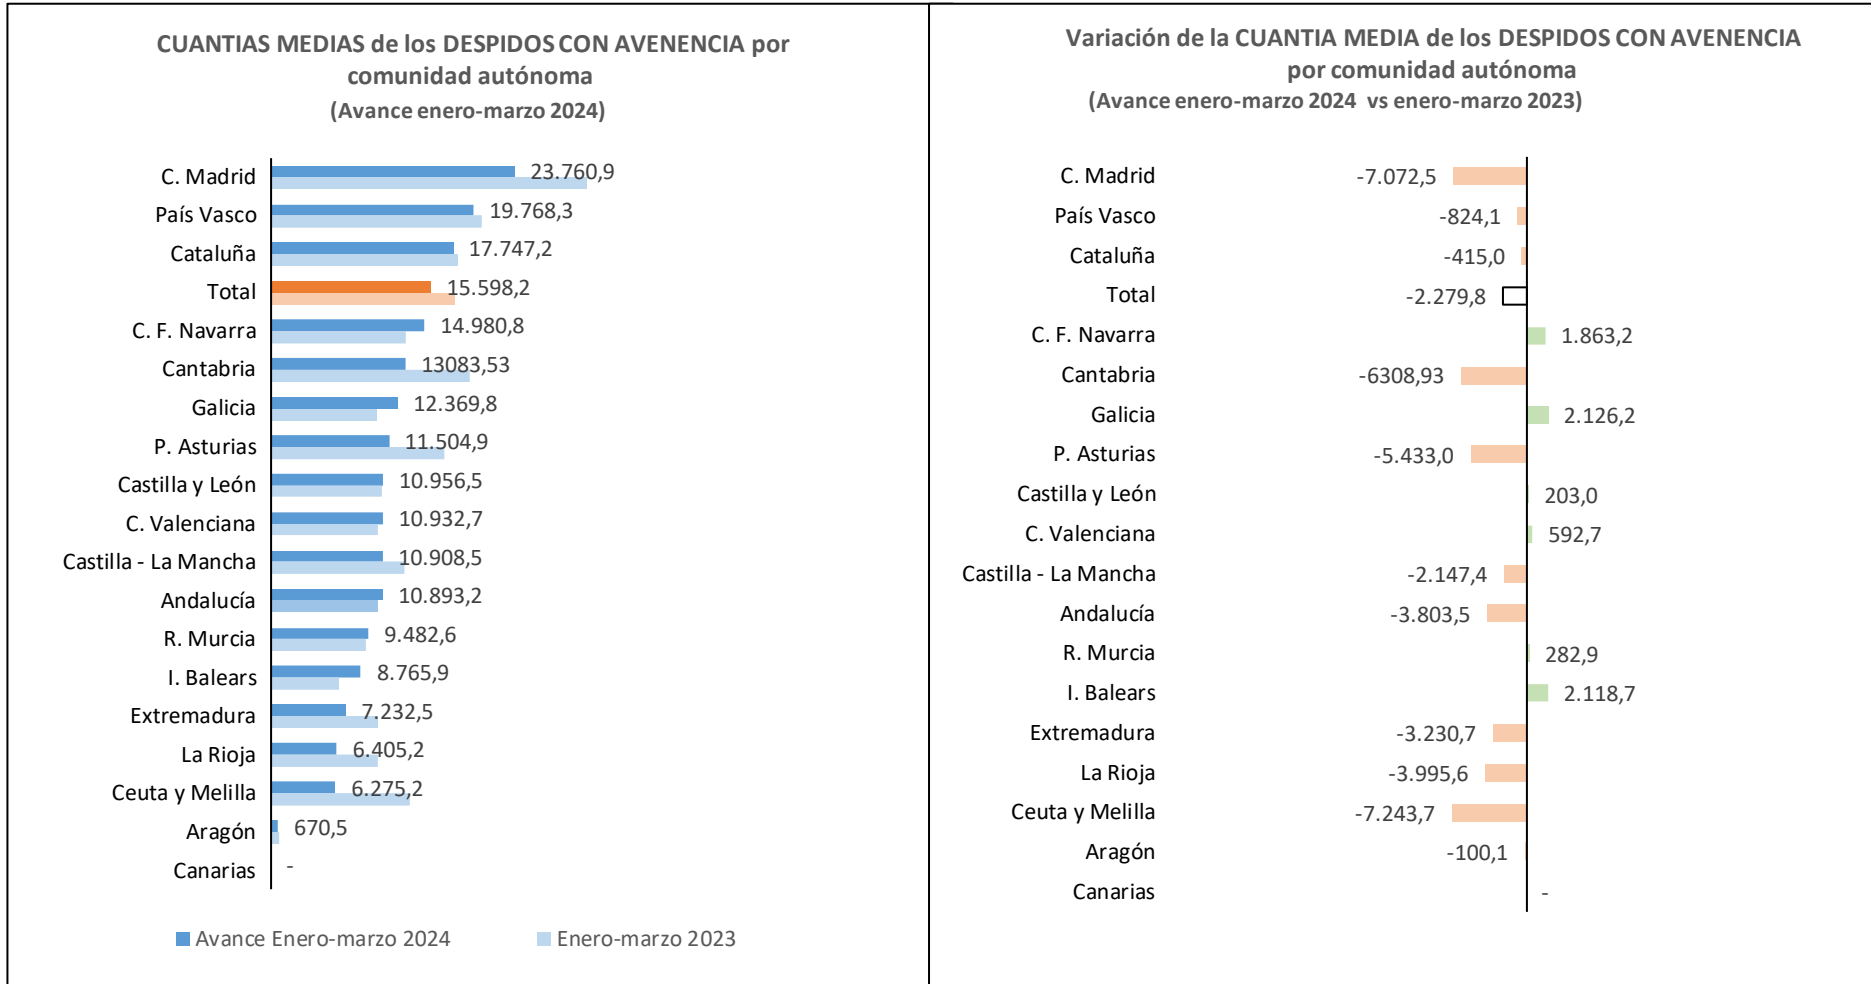 CUANTIAS MEDIAS de los DESPIDOS CON AVENENCIA por
comunidad autónoma
(Avance enero-marzo 2024)
C. Madrid 23.760,9
País Vasco 19.768,3
Cataluña 17.747,2
Total 15.598,2
C. F. Navarra 14.980,8
Cantabria 13083,53
Galicia 12.369,8
P. Asturias 11.504,9
Castilla y León 10.956,5
C. Valenciana 10.932,7
Castilla - La Mancha 10.908,5
Andalucía 10.893,2
R. Murcia 9.482,6
I. Balears 8.765,9
Extremadura 7.232,5
La Rioja 6.405,2
Ceuta y Melilla 6.275,2
Aragón 670,5
Canarias -
Avance Enero-marzo 2024 Enero-marzo 2023
Variación de la CUANTIA MEDIA de los DESPIDOS CON AVENENCIA
por comunidad autónoma
(Avance enero-marzo 2024 vs enero-marzo 2023)
C. Madrid -7.072,5
País Vasco -824,1
Cataluña -415,0
Total -2.279,8
C. F. Navarra 1.863,2
Cantabria -6308,93
Galicia 2.126,2
P. Asturias -5.433,0
Castilla y León 203,0
C. Valenciana 592,7
Castilla - La Mancha -2.147,4
Andalucía -3.803,5
R. Murcia 282,9
I. Balears 2.118,7
Extremadura -3.230,7
La Rioja -3.995,6
Ceuta y Melilla -7.243,7
Aragón -100,1
Canarias -